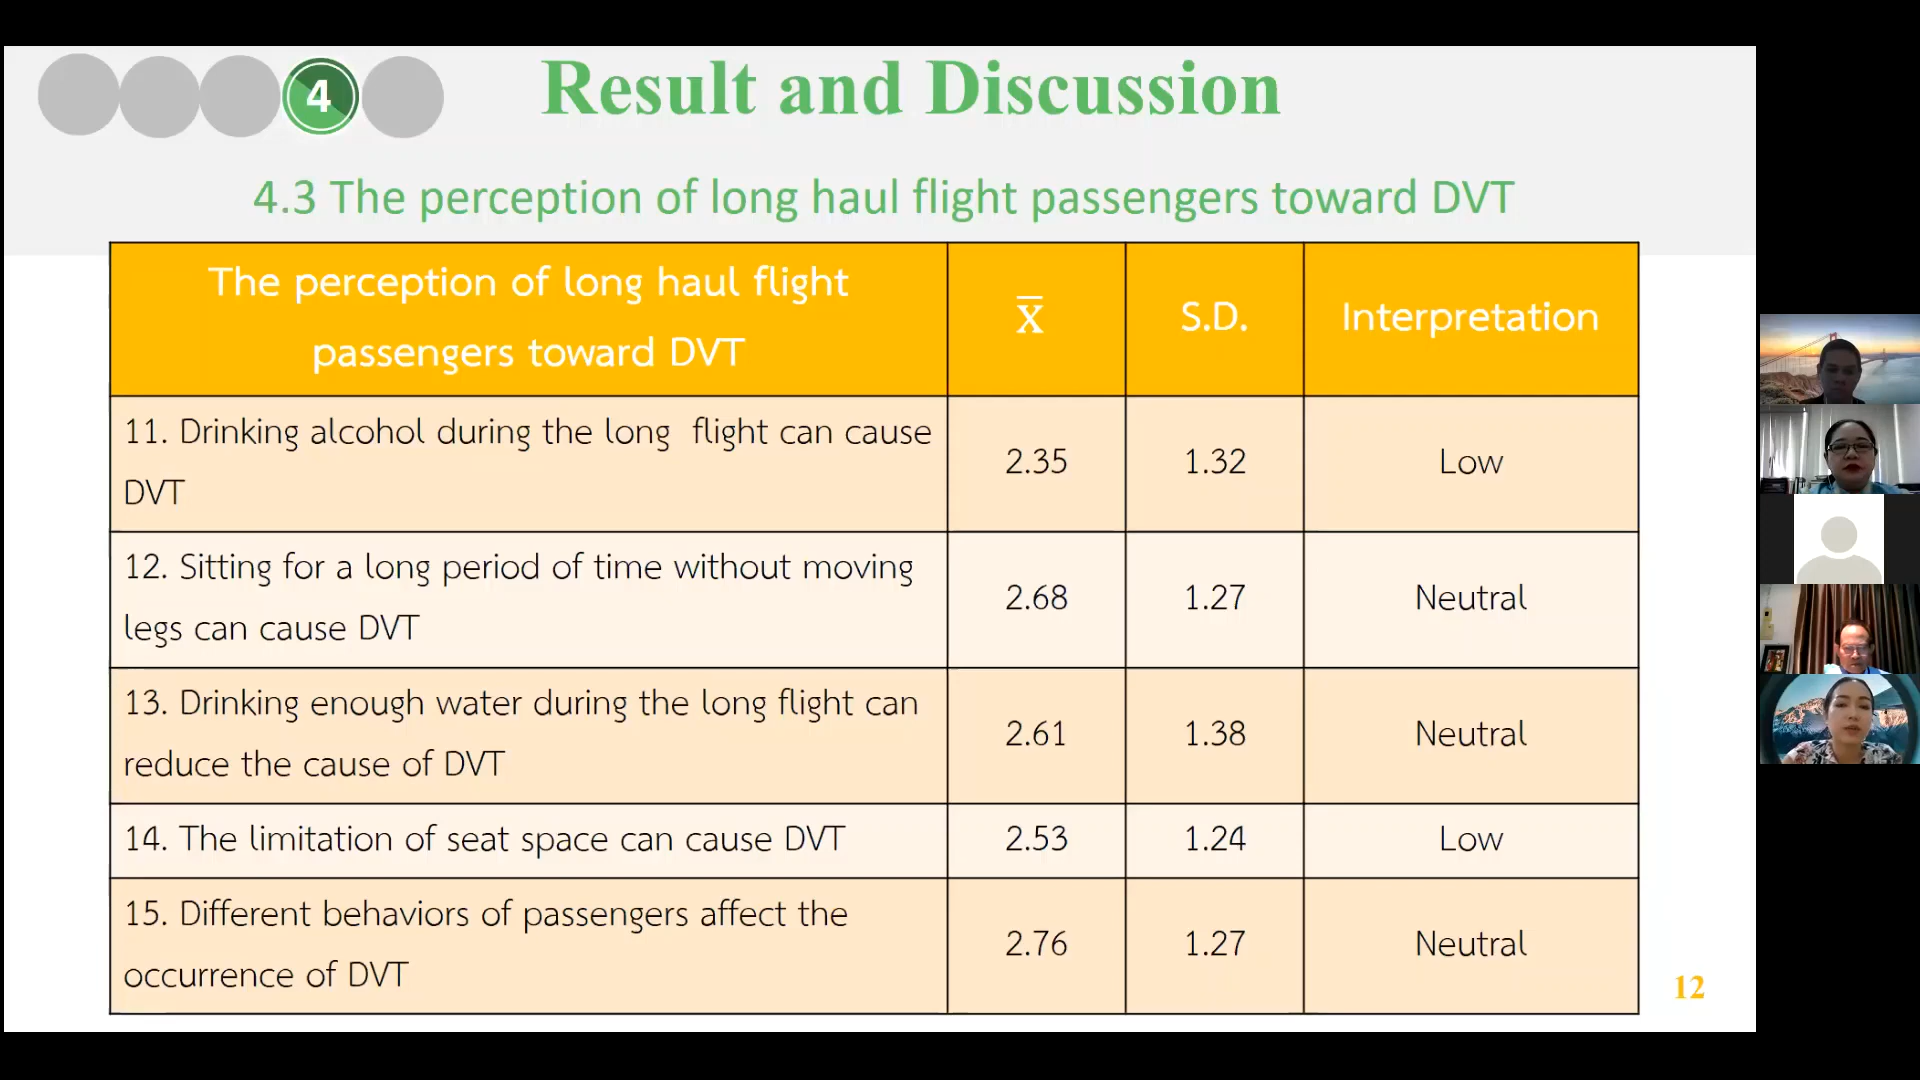 4
Result and Discussion
4.3 The perception of long haul flight passengers toward DVT
The perception of long haul flight
passengers toward DVT
x̅
S.D.
Interpretation
11. Drinking alcohol during the long flight can cause
DVT
2.35
1.32
Low
12. Sitting for a long period of time without moving
legs can cause DVT
2.68
1.27
Neutral
13. Drinking enough water during the long flight can
reduce the cause of DVT
2.61
1.38
Neutral
14. The limitation of seat space can cause DVT
2.53
1.24
Low
15. Different behaviors of passengers affect the
occurrence of DVT
2.76
1.27
Neutral
12